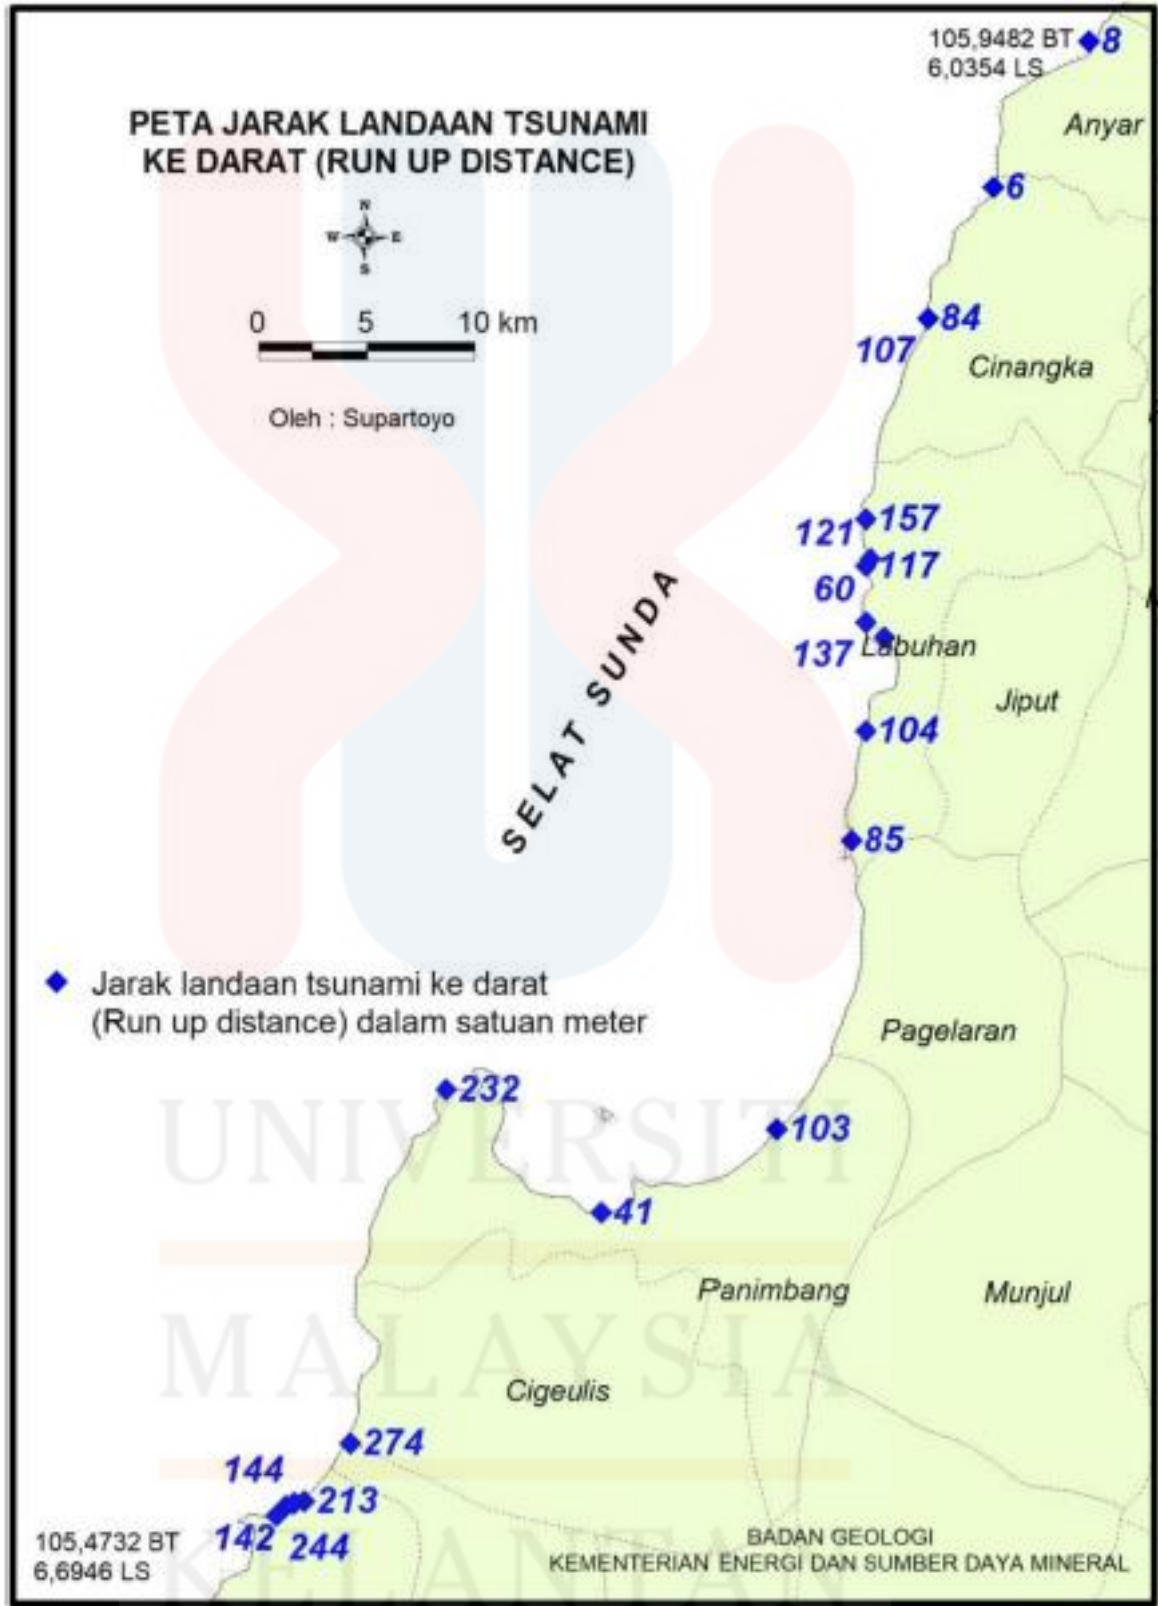 105,9482 BT
6,0354 LS
8
Anyar
PETA JARAK LANDAAN TSUNAMI
KE DARAT (RUN UP DISTANCE)
N
W E
S
6
0 5 10 km
84
107
Cinangka
Oleh : Supartoyo
157
121
117
60
SELAT SUNDA
137
Labuhan
Jiput
104
85
Jarak landaan tsunami ke darat
(Run up distance) dalam satuan meter
Pagelaran
232
103
UNIVERSITI
41
Panimbang
Munjul
MALAYSIA
Cigeulis
274
144
213
142
244
105,4732 BT
6,6946 LS
BADAN GEOLOGI
KEMENTERIAN ENERGI DAN SUMBER DAYA MINERAL
KELANTAN